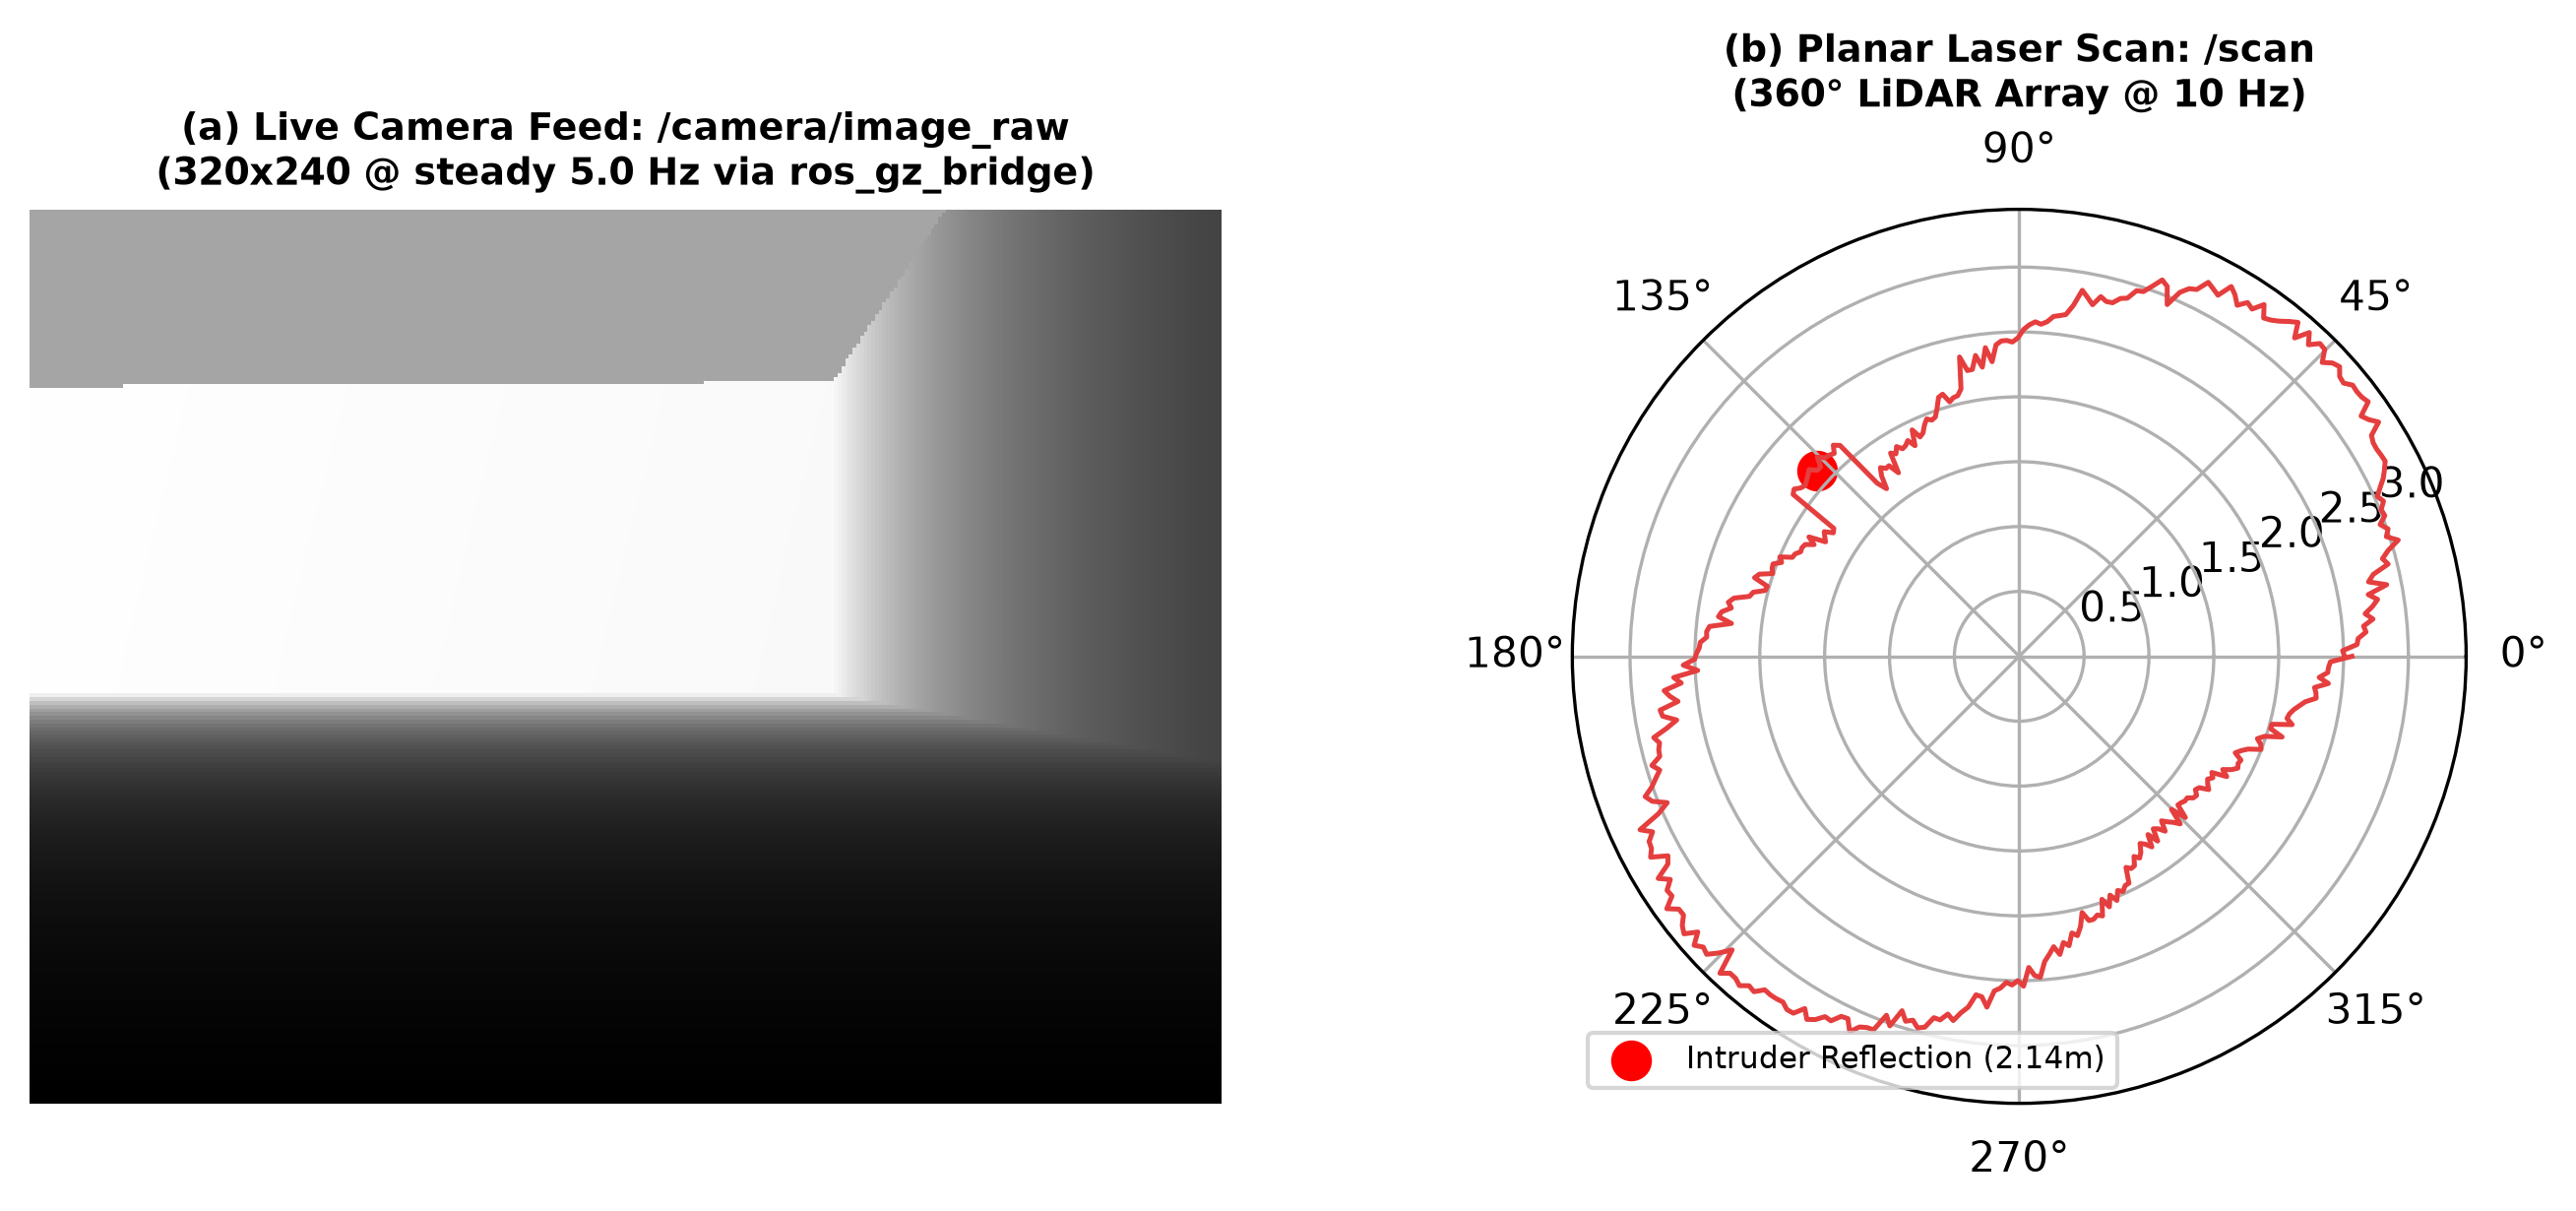 (a) Live Camera Feed: /camera/image_raw
(320x240 @ steady 5.0 Hz via ros_gz_bridge)
(b) Planar Laser Scan: /scan
(360° LiDAR Array @ 10 Hz)
90°
135°
45°
3.0
2.5
2.0
1.5
1.0
0.5
180°
0°
225°
315°
Intruder Reflection (2.14m)
270°